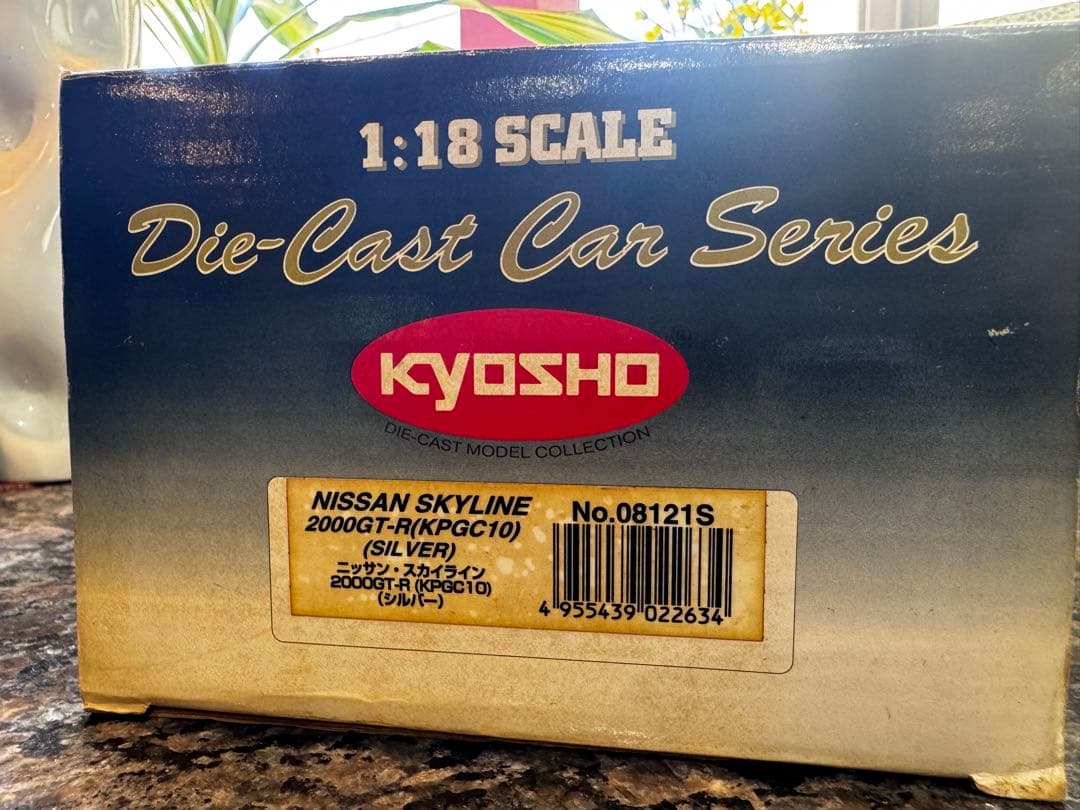 1:18 SCALE
Die-Cast Car Series
KYOSHO
DIE-CAST MODEL COLLECTION
NISSAN SKYLINE
2000GT-R(KPGC10)
(SILVER)
ニッサン・スカイライン
2000GT-R (KPGC10)
(シルバー)
No.08121S
4 955439 022634